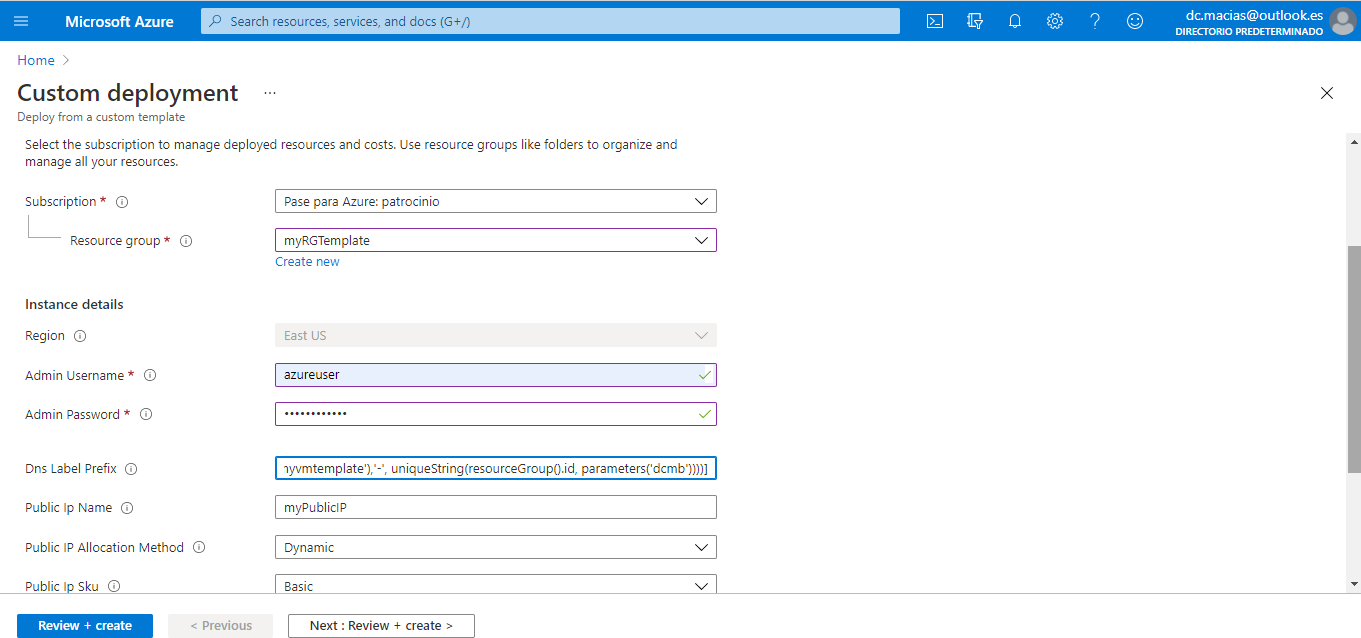 Microsoft Azure
Search resources, services, and docs (G+/)
dc.macias@outlook.es
DIRECTORIO PREDETERMINADO
Home >
Custom deployment ...
Deploy from a custom template
Select the subscription to manage deployed resources and costs. Use resource groups like folders to organize and
manage all your resources.
Subscription * Pase para Azure: patrocinio
Resource group * myRGTemplate
Create new
Instance details
Region East US
Admin Username * azureuser
Admin Password * ••••••••••••
Dns Label Prefix yvmtemplate'),'-', uniqueString(resourceGroup().id, parameters('dcmb'))))]
Public Ip Name myPublicIP
Public IP Allocation Method Dynamic
Public Ip Sku Basic
Review + create
< Previous
Next : Review + create >